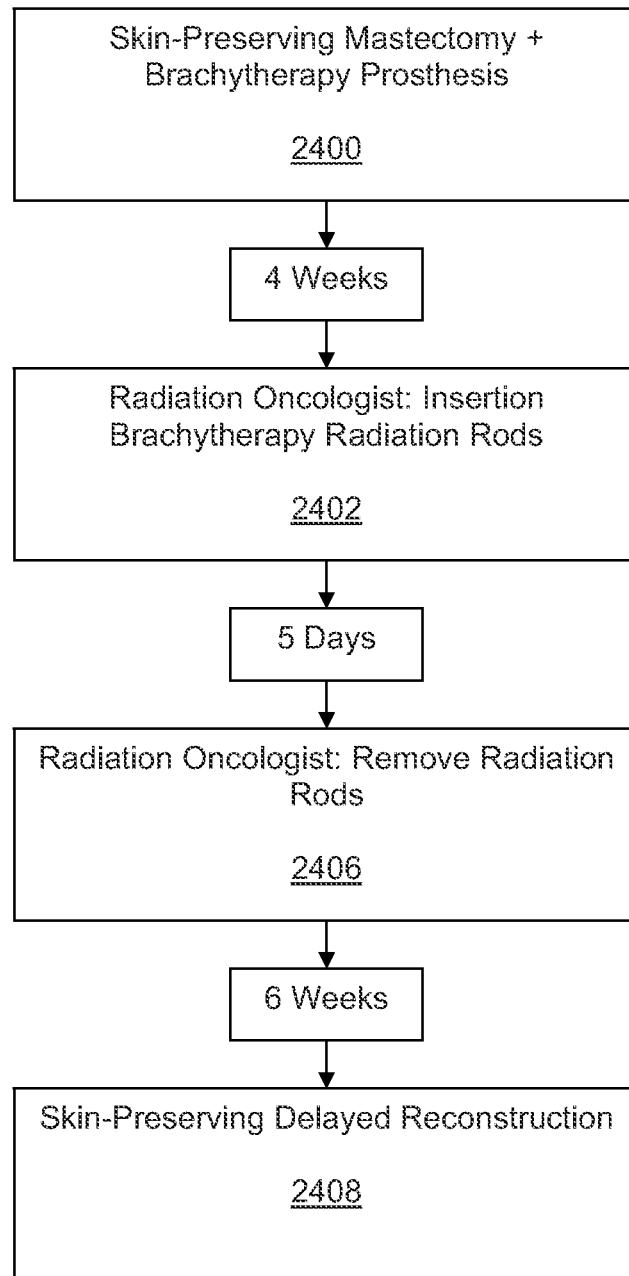 Skin-Preserving Mastectomy +
Brachytherapy Prosthesis
2400
4 Weeks
Radiation Oncologist: Insertion
Brachytherapy Radiation Rods
2402
5 Days
Radiation Oncologist: Remove Radiation
Rods
2406
6 Weeks
Skin-Preserving Delayed Reconstruction
2408